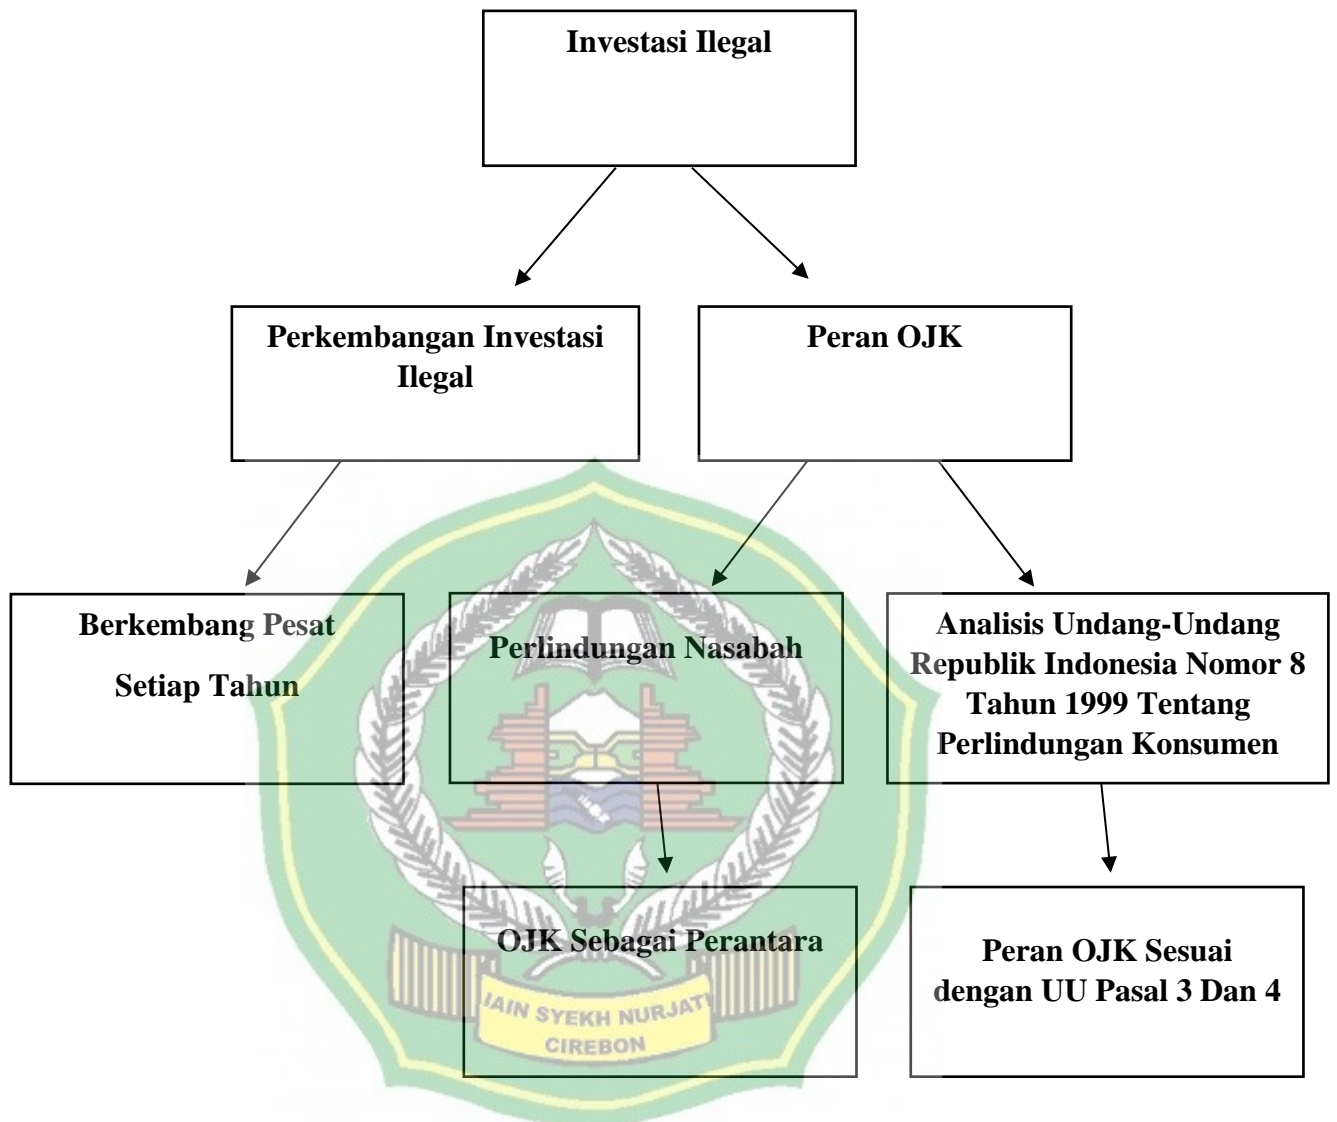 Investasi Ilegal
Perkembangan Investasi
Ilegal
Peran OJK
Berkembang Pesat
Setiap Tahun
Perlindungan Nasabah
Analisis Undang-Undang
Republik Indonesia Nomor 8
Tahun 1999 Tentang
Perlindungan Konsumen
OJK Sebagai Perantara
Peran OJK Sesuai
dengan UU Pasal 3 Dan 4
IAIN SYEKH NURJATI
CIREBON